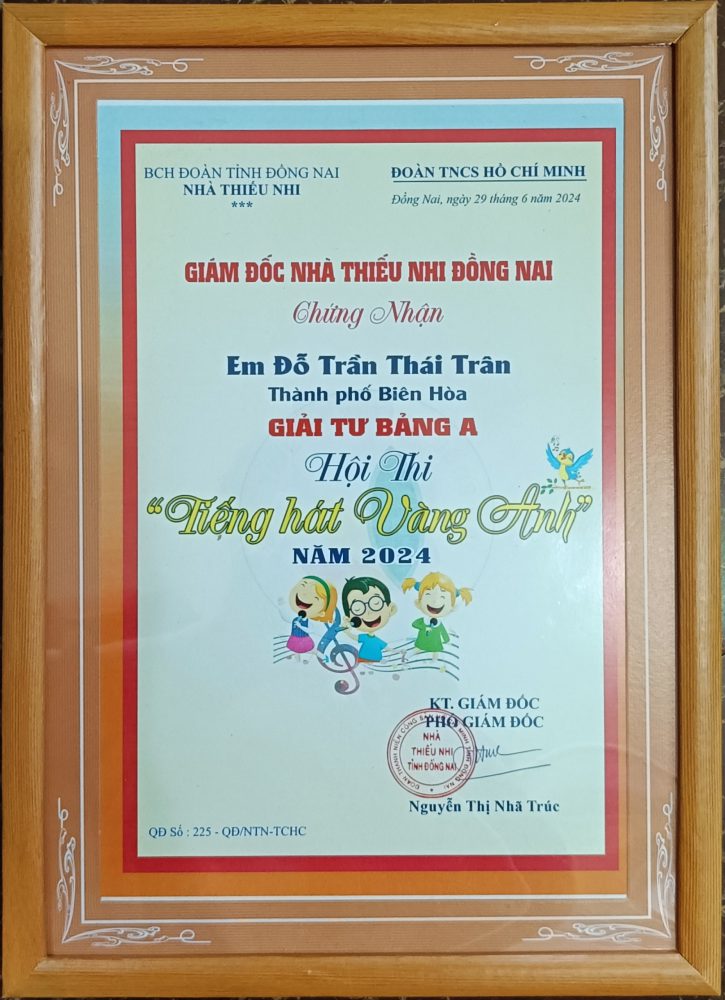 BCH ĐOÀN TỈNH ĐỒNG NAI
NHÀ THIẾU NHI
***
ĐOÀN TNCS HỒ CHÍ MINH
Đồng Nai, ngày 29 tháng 6 năm 2024
GIÁM ĐỐC NHÀ THIẾU NHI ĐỒNG NAI
Chứng Nhận
Em Đỗ Trần Thái Trân
Thành phố Biên Hòa
GIẢI TƯ BẢNG A
Hội Thi
“Tiếng hát Vàng Anh”
NĂM 2024
KT. GIÁM ĐỐC
PHÓ GIÁM ĐỐC
NHÀ
THIẾU NHI
TỈNH ĐỒNG NAI
Nguyễn Thị Nhã Trúc
QĐ Số : 225 - QĐ/NTN-TCHC